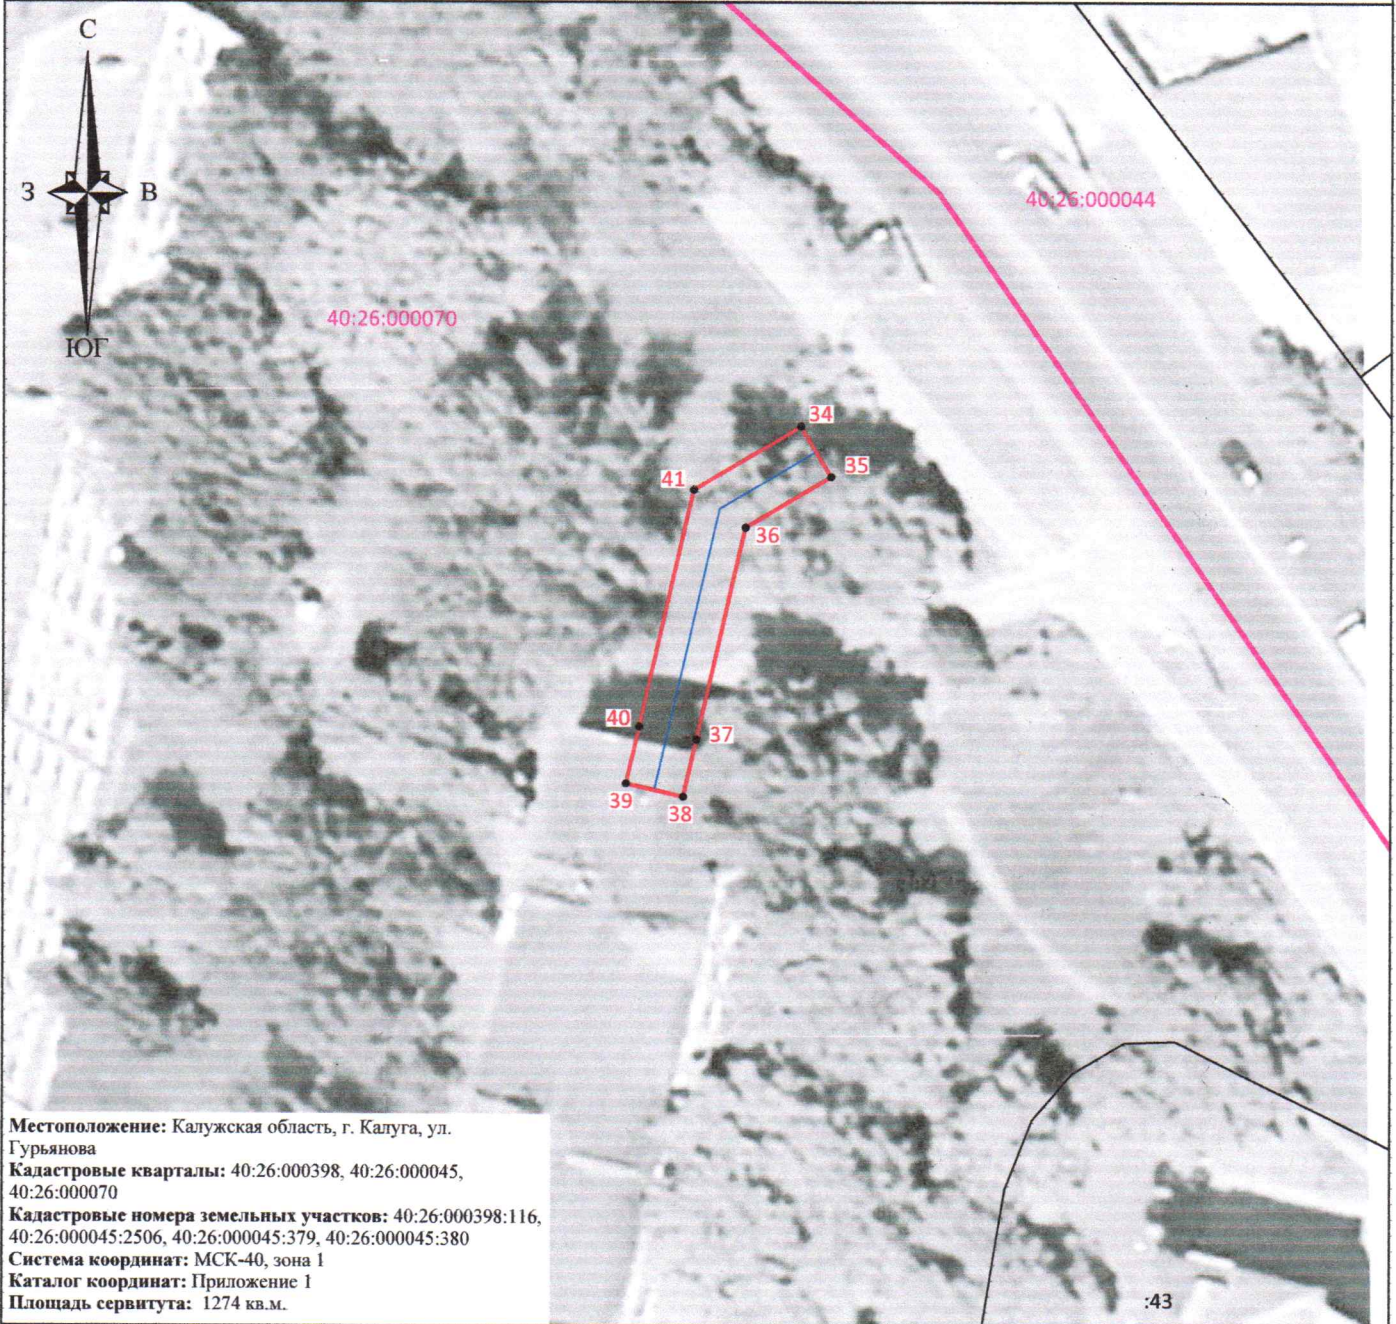 С
З
В
ЮГ
40:26:000044
40:26:000070
34
35
41
36
40
37
39
38
Местоположение: Калужская область, г. Калуга, ул.
Гурьянова
Кадастровые кварталы: 40:26:000398, 40:26:000045,
40:26:000070
Кадастровые номера земельных участков: 40:26:000398:116,
40:26:000045:2506, 40:26:000045:379, 40:26:000045:380
Система координат: МСК-40, зона 1
Каталог координат: Приложение 1
Площадь сервитута: 1274 кв.м.
:43